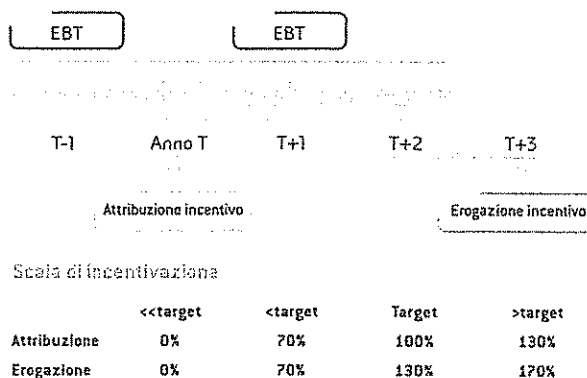 EBT EBT
T-1 Anno T T+1 T+2 T+3
Attribuzione incentivo Erogazione incentivo
Scala di incentivazione
<<target <target Target >target
Attribuzione 0% 70% 100% 130%
Erogazione 0% 70% 130% 170%